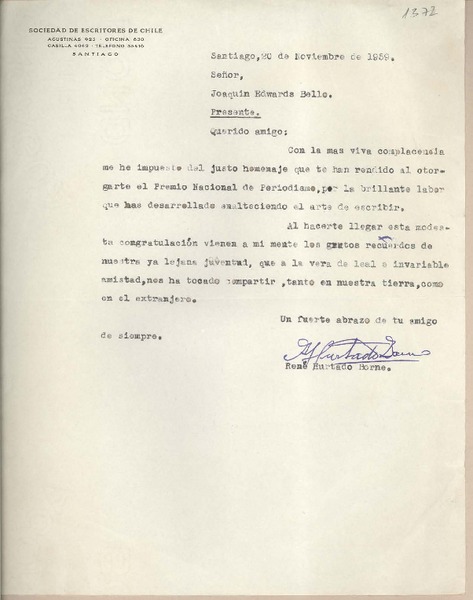 1372
SOCIEDAD DE ESCRITORES DE CHILE
AGUSTINAS 925 - OFICINA 630
CASILLA 4062 - TELEFONO
SANTIAGO
Santiago,20 de Noviembre de 1959.
Señor,
Joaquin Edwards Bello.
Presente.
Querido amigo:
Con la mas viva complacencia
me he impuesto del justo homenaje que te han rendido al otor-
garte el Premio Nacional de Periodismo,por la brillante labor
que has desarrollado enalteciendo el arte de escribir.
Al hacerte llegar esta modes-
ta congratulación vienen a mi mente los gratos recuerdos de
nuestra ya lejana juventud, que a la vera de leal e invariable
amistad,nos ha tocado compartir ,tanto en nuestra tierra,como
en el extranjero.
Un fuerte abrazo de tu amigo
de siempre.
René Hurtado Borne.